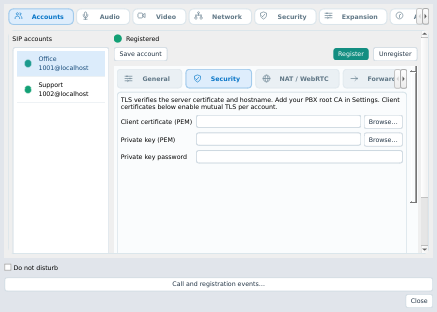 Accounts Audio Video Network Security Expansion
SIP accounts
Registered
Office
1001@localhost
Support
1002@localhost
Save account Register Unregister
General Security NAT / WebRTC
TLS verifies the server certificate and hostname. Add your PBX root CA in Settings. Client
certificates below enable mutual TLS per account.
Client certificate (PEM) Browse...
Private key (PEM) Browse...
Private key password
Do not disturb
Call and registration events...
Close